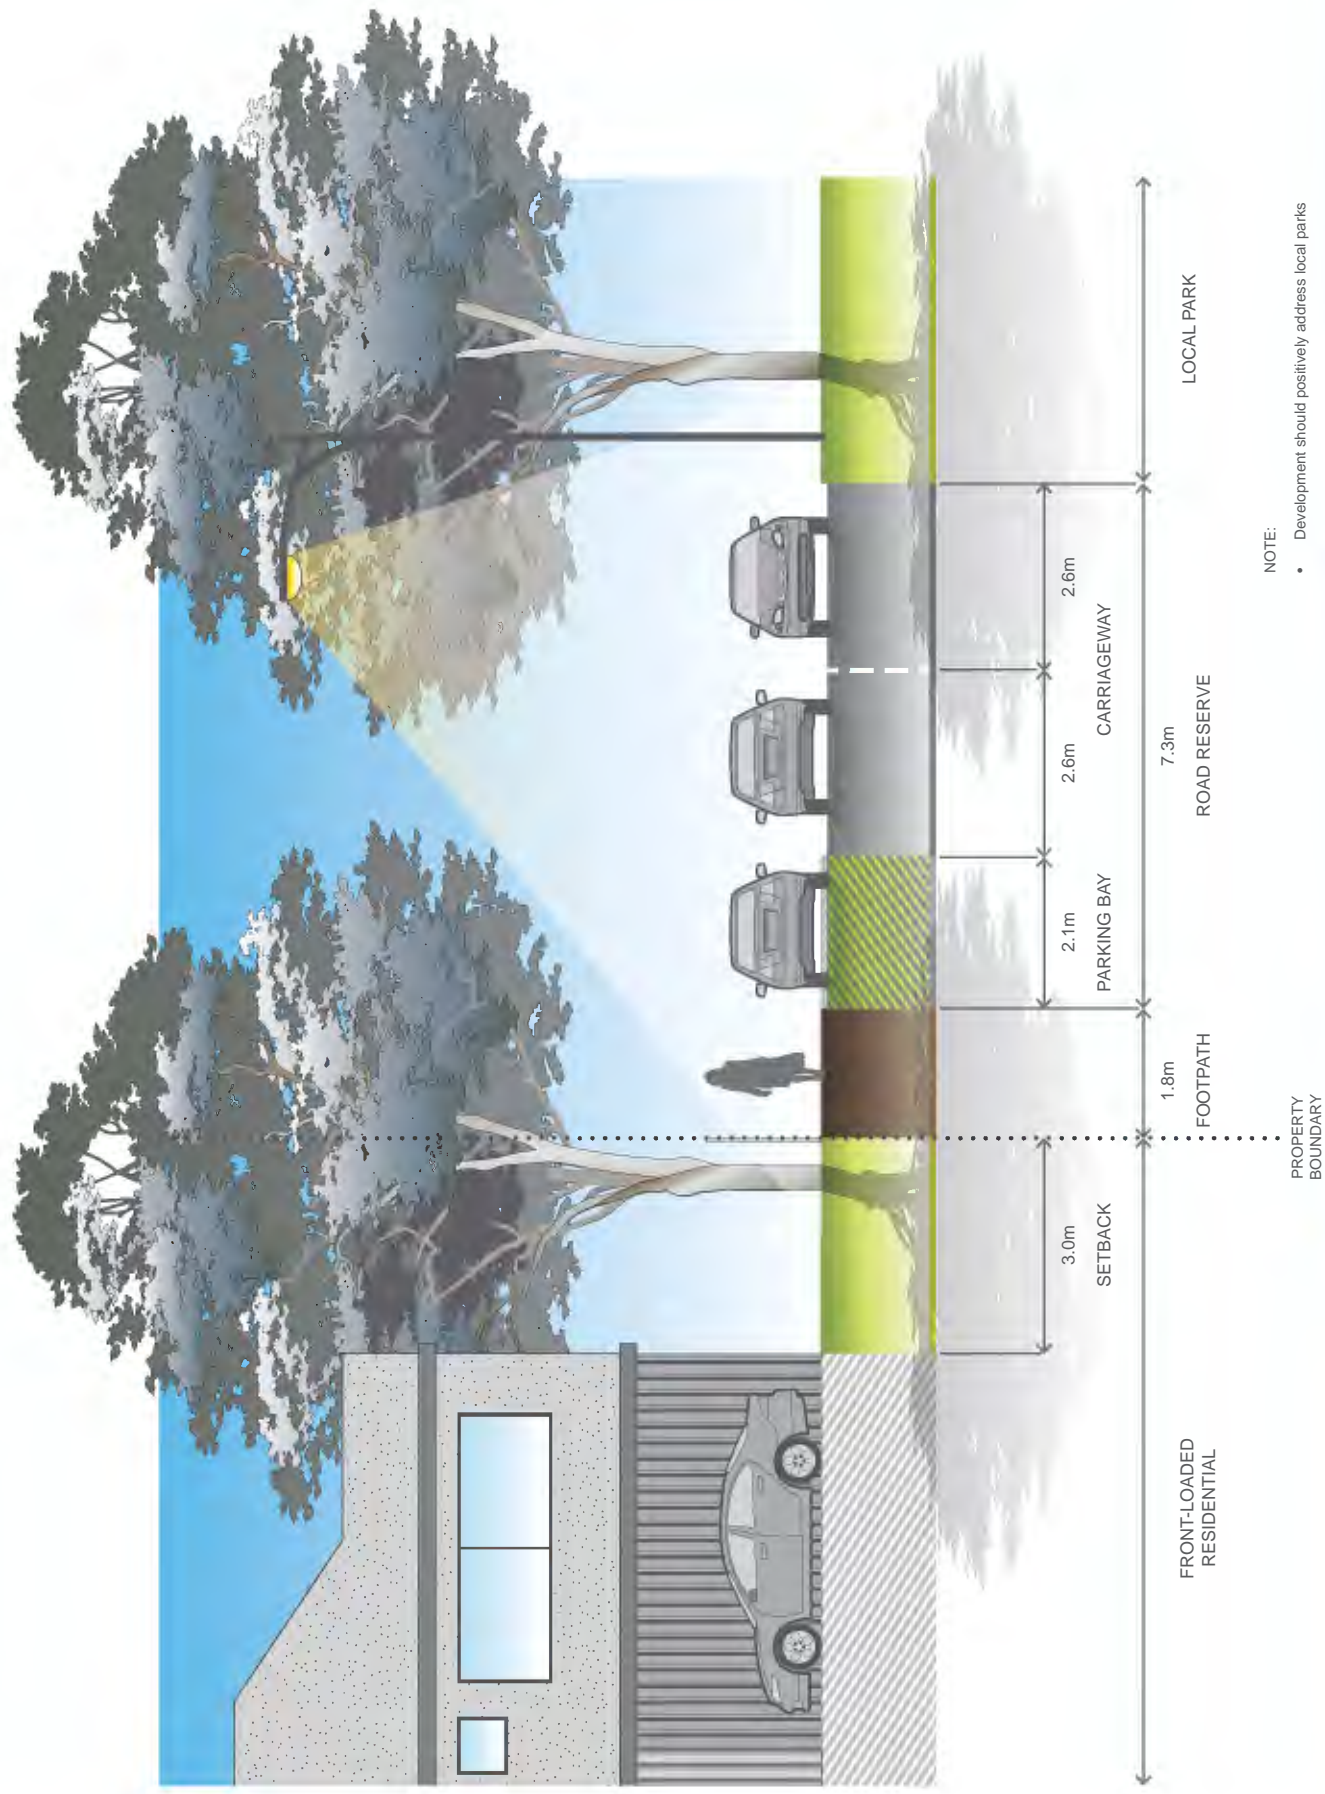 3.0m
SETBACK
2.1m
PARKING BAY
2.6m
2.6m
CARRIAGEWAY
FRONT-LOADED
RESIDENTIAL
1.8m
FOOTPATH
7.3m
ROAD RESERVE
LOCAL PARK
PROPERTY
BOUNDARY
NOTE:
• Development should positively address local parks